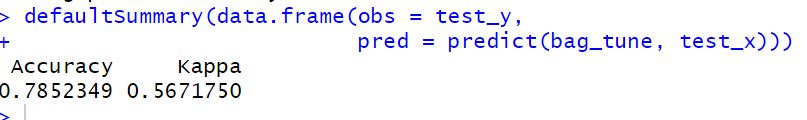 > defaultSummary(data.frame(obs = test_y,
+ pred = predict(bag_tune, test_x)))
Accuracy Kappa
0.7852349 0.5671750
>